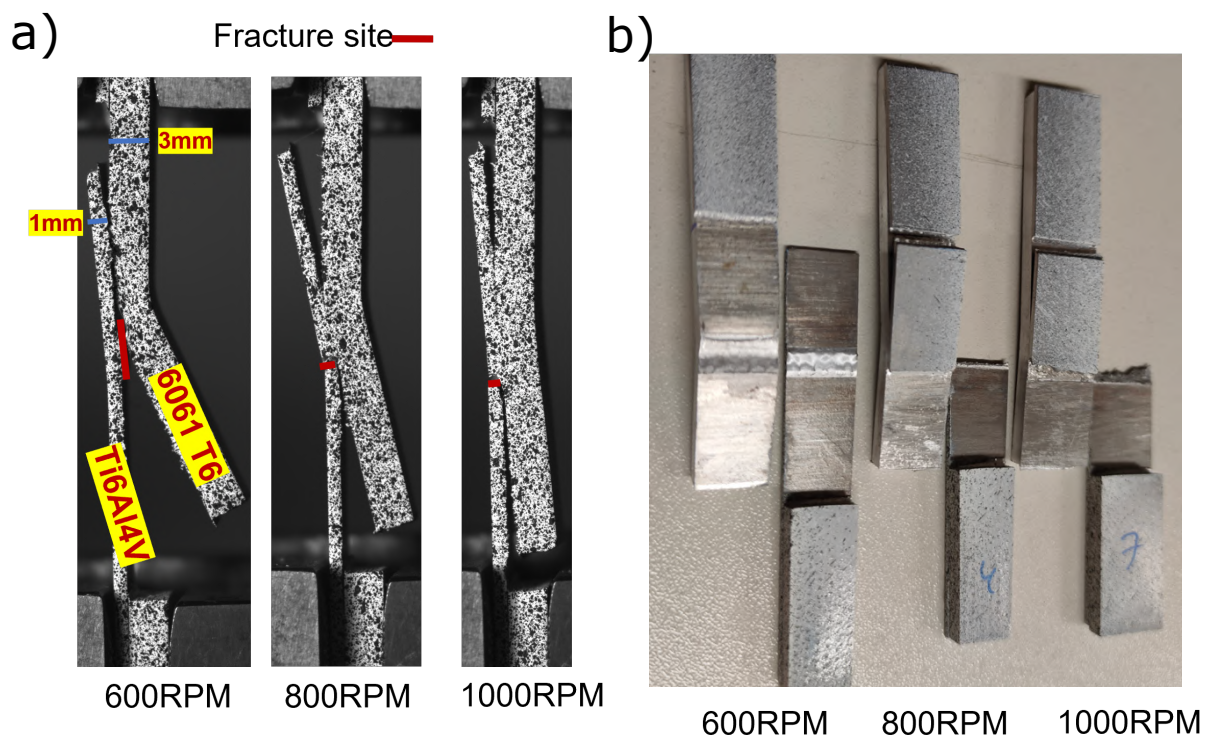 a)
Fracture site
b)
3mm
1mm
6061 T6
Ti6Al4V
4
7
600RPM
800RPM
1000RPM
600RPM
800RPM
1000RPM